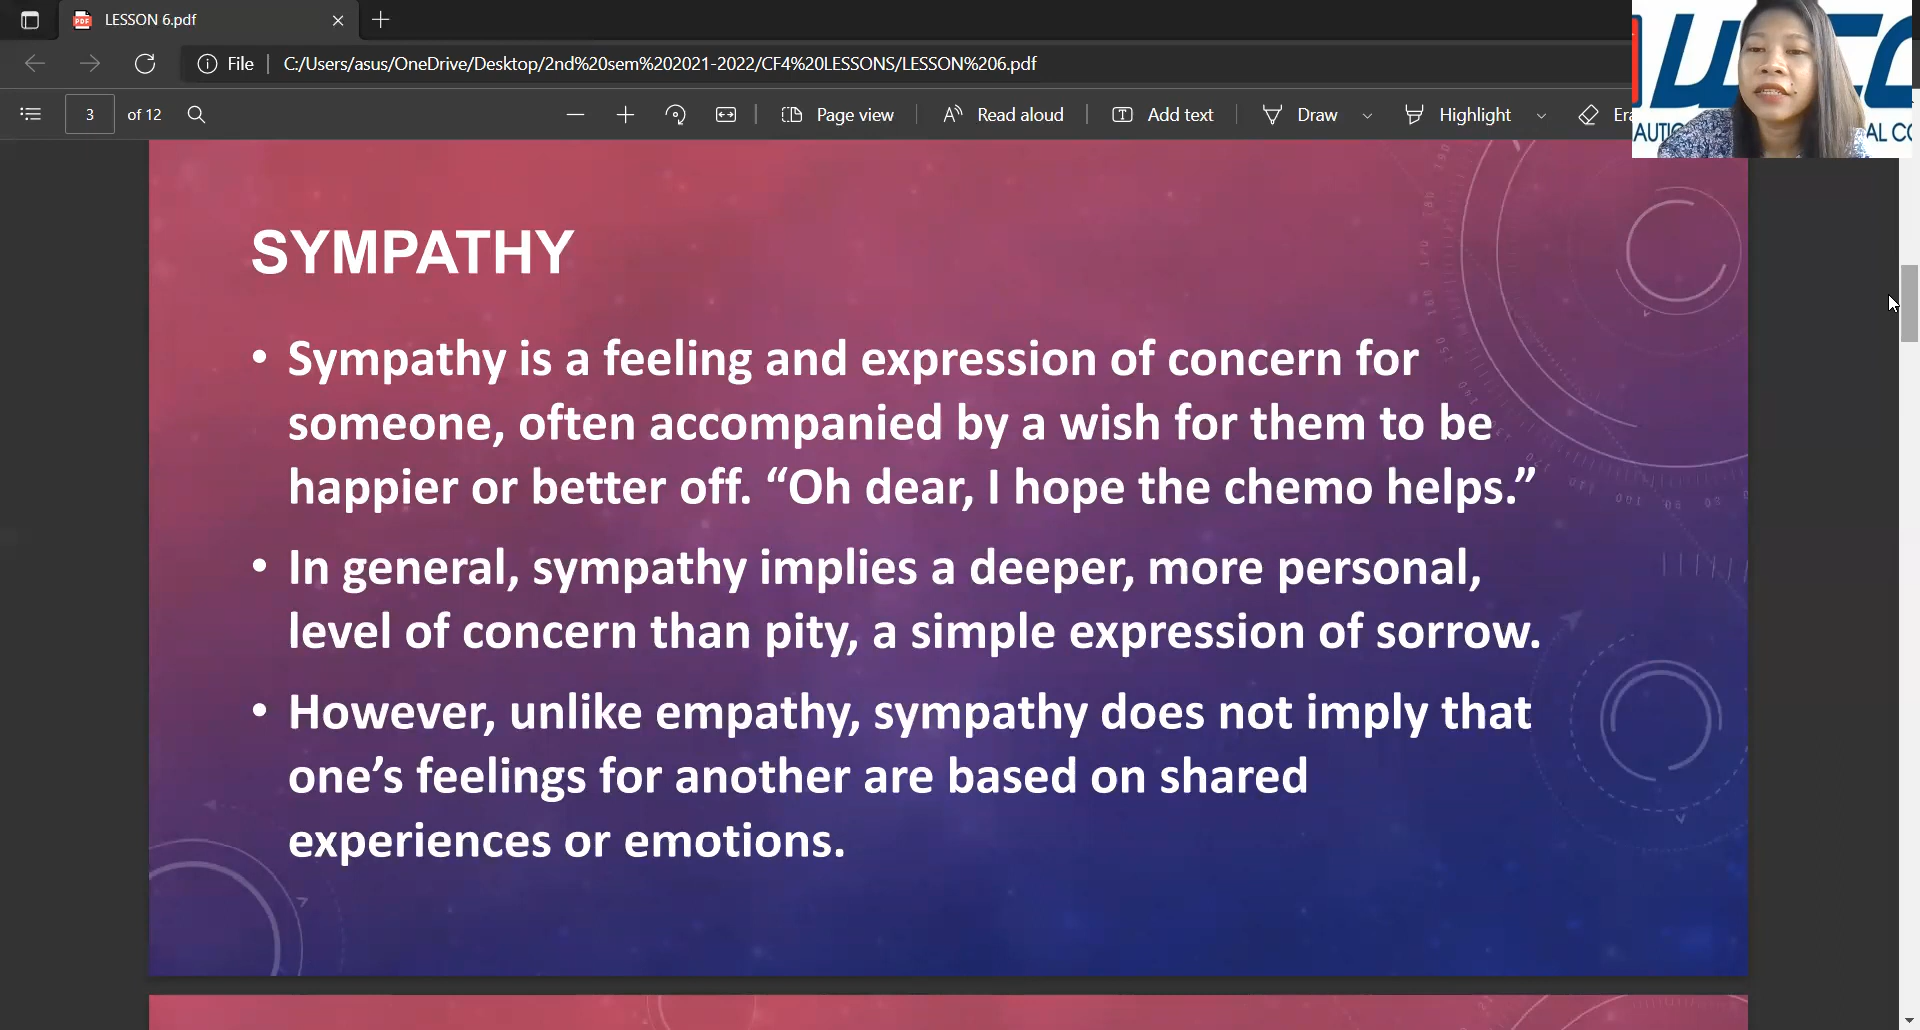 LESSON 6.pdf
File
C:/Users/asus/OneDrive/Desktop/2nd%20sem%202021-2022/CF4%20LESSONS/LESSON%206.pdf
3 of 12
Page view
Read aloud
Add text
Draw
Highlight
SYMPATHY
• Sympathy is a feeling and expression of concern for
someone, often accompanied by a wish for them to be
happier or better off. “Oh dear, I hope the chemo helps.”
• In general, sympathy implies a deeper, more personal,
level of concern than pity, a simple expression of sorrow.
• However, unlike empathy, sympathy does not imply that
one’s feelings for another are based on shared
experiences or emotions.